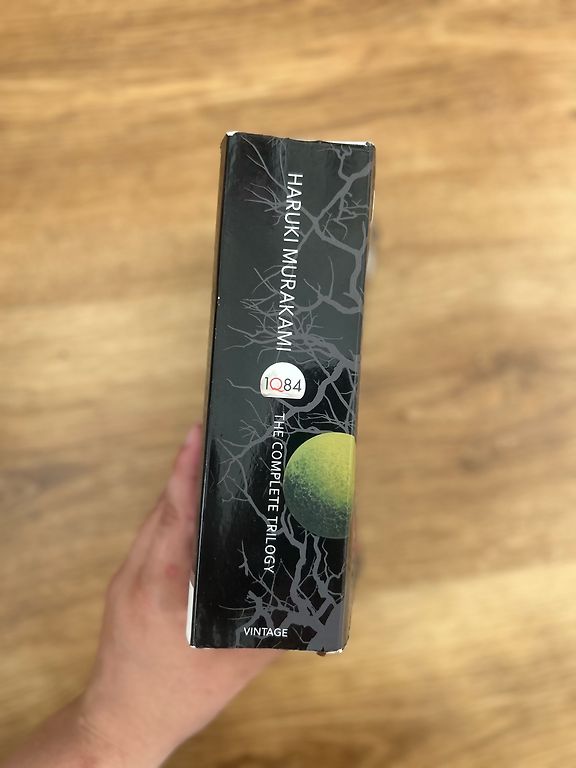 HARUKI MURAKAMI
1Q84
THE COMPLETE TRILOGY
VINTAGE